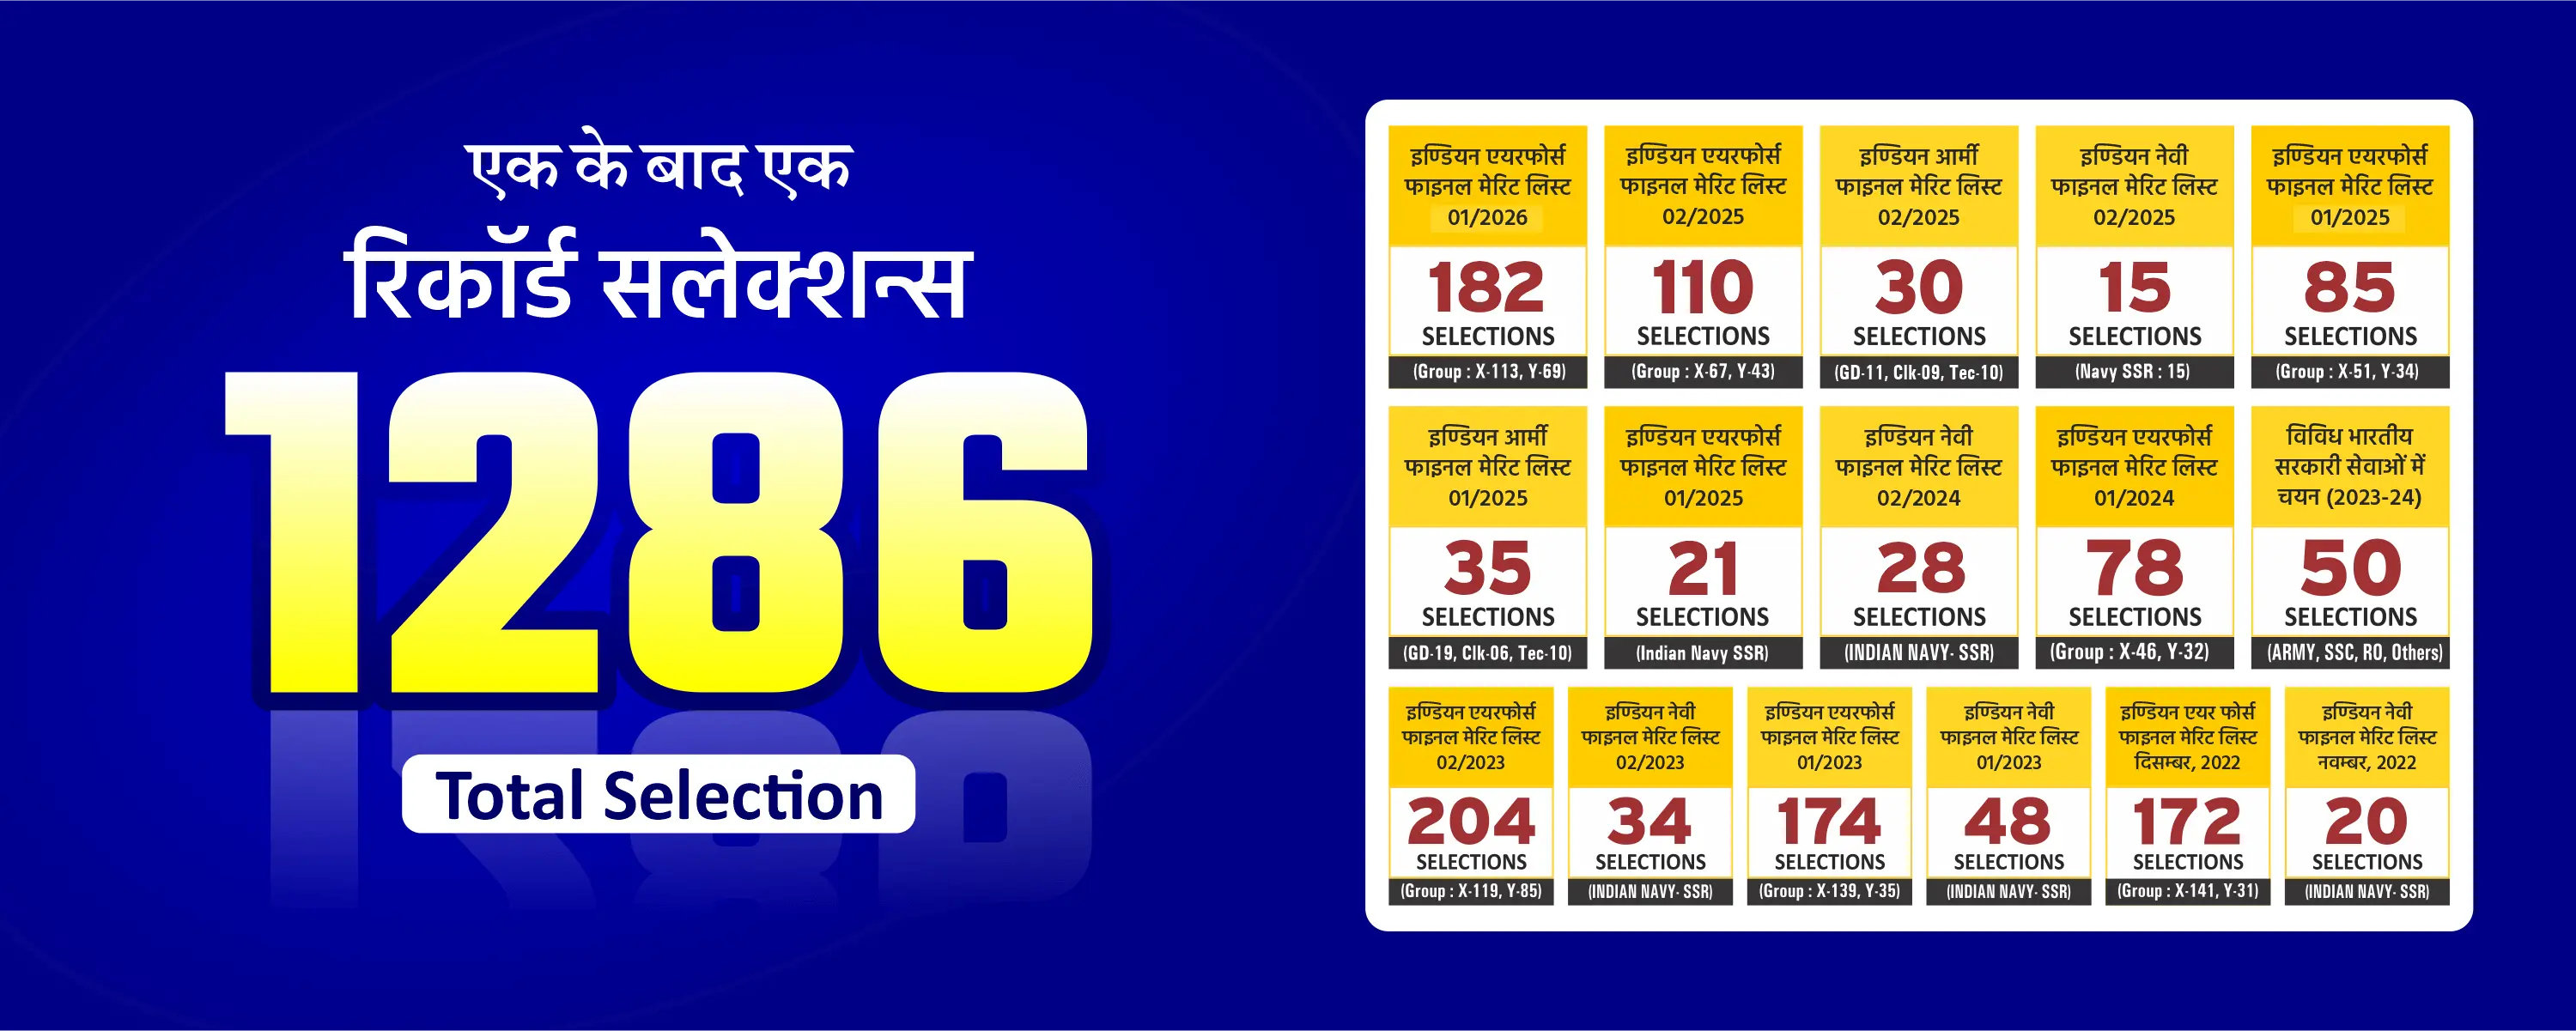 एक के बाद एक
रिकॉर्ड सलेक्शन्स
1286
Total Selection
इण्डियन एयरफोर्स
फाइनल मेरिट लिस्ट
01/2026
182
SELECTIONS
(Group : X-113, Y-69)
इण्डियन एयरफोर्स
फाइनल मेरिट लिस्ट
02/2025
110
SELECTIONS
(Group : X-67, Y-43)
इण्डियन आर्मी
फाइनल मेरिट लिस्ट
02/2025
30
SELECTIONS
(GD-11, Clk-09, Tec-10)
इण्डियन नेवी
फाइनल मेरिट लिस्ट
02/2025
15
SELECTIONS
(Navy SSR : 15)
इण्डियन एयरफोर्स
फाइनल मेरिट लिस्ट
01/2025
85
SELECTIONS
(Group : X-51, Y-34)
इण्डियन आर्मी
फाइनल मेरिट लिस्ट
01/2025
35
SELECTIONS
(GD-19, Clk-06, Tec-10)
इण्डियन एयरफोर्स
फाइनल मेरिट लिस्ट
01/2025
21
SELECTIONS
(Indian Navy SSR)
इण्डियन नेवी
फाइनल मेरिट लिस्ट
02/2024
28
SELECTIONS
(INDIAN NAVY- SSR)
इण्डियन एयरफोर्स
फाइनल मेरिट लिस्ट
01/2024
78
SELECTIONS
(Group : X-46, Y-32)
विविध भारतीय
सरकारी सेवाओं में
चयन (2023-24)
50
SELECTIONS
(ARMY, SSC, RO, Others)
इण्डियन एयरफोर्स
फाइनल मेरिट लिस्ट
02/2023
204
SELECTIONS
(Group : X-119, Y-85)
इण्डियन नेवी
फाइनल मेरिट लिस्ट
02/2023
34
SELECTIONS
(INDIAN NAVY- SSR)
इण्डियन एयरफोर्स
फाइनल मेरिट लिस्ट
01/2023
174
SELECTIONS
(Group : X-139, Y-35)
इण्डियन नेवी
फाइनल मेरिट लिस्ट
01/2023
48
SELECTIONS
(INDIAN NAVY- SSR)
इण्डियन एयर फोर्स
फाइनल मेरिट लिस्ट
दिसम्बर, 2022
172
SELECTIONS
(Group : X-141, Y-31)
इण्डियन नेवी
फाइनल मेरिट लिस्ट
नवम्बर, 2022
20
SELECTIONS
(INDIAN NAVY- SSR)